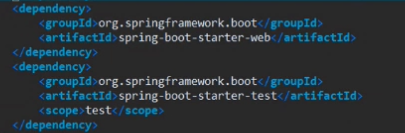 <dependency>
<groupId>org.springframework.boot</groupId>
<artifactId>spring-boot-starter-web</artifactId>
</dependency>
<dependency>
<groupId>org.springframework.boot</groupId>
<artifactId>spring-boot-starter-test</artifactId>
<scope>test</scope>
</dependency>